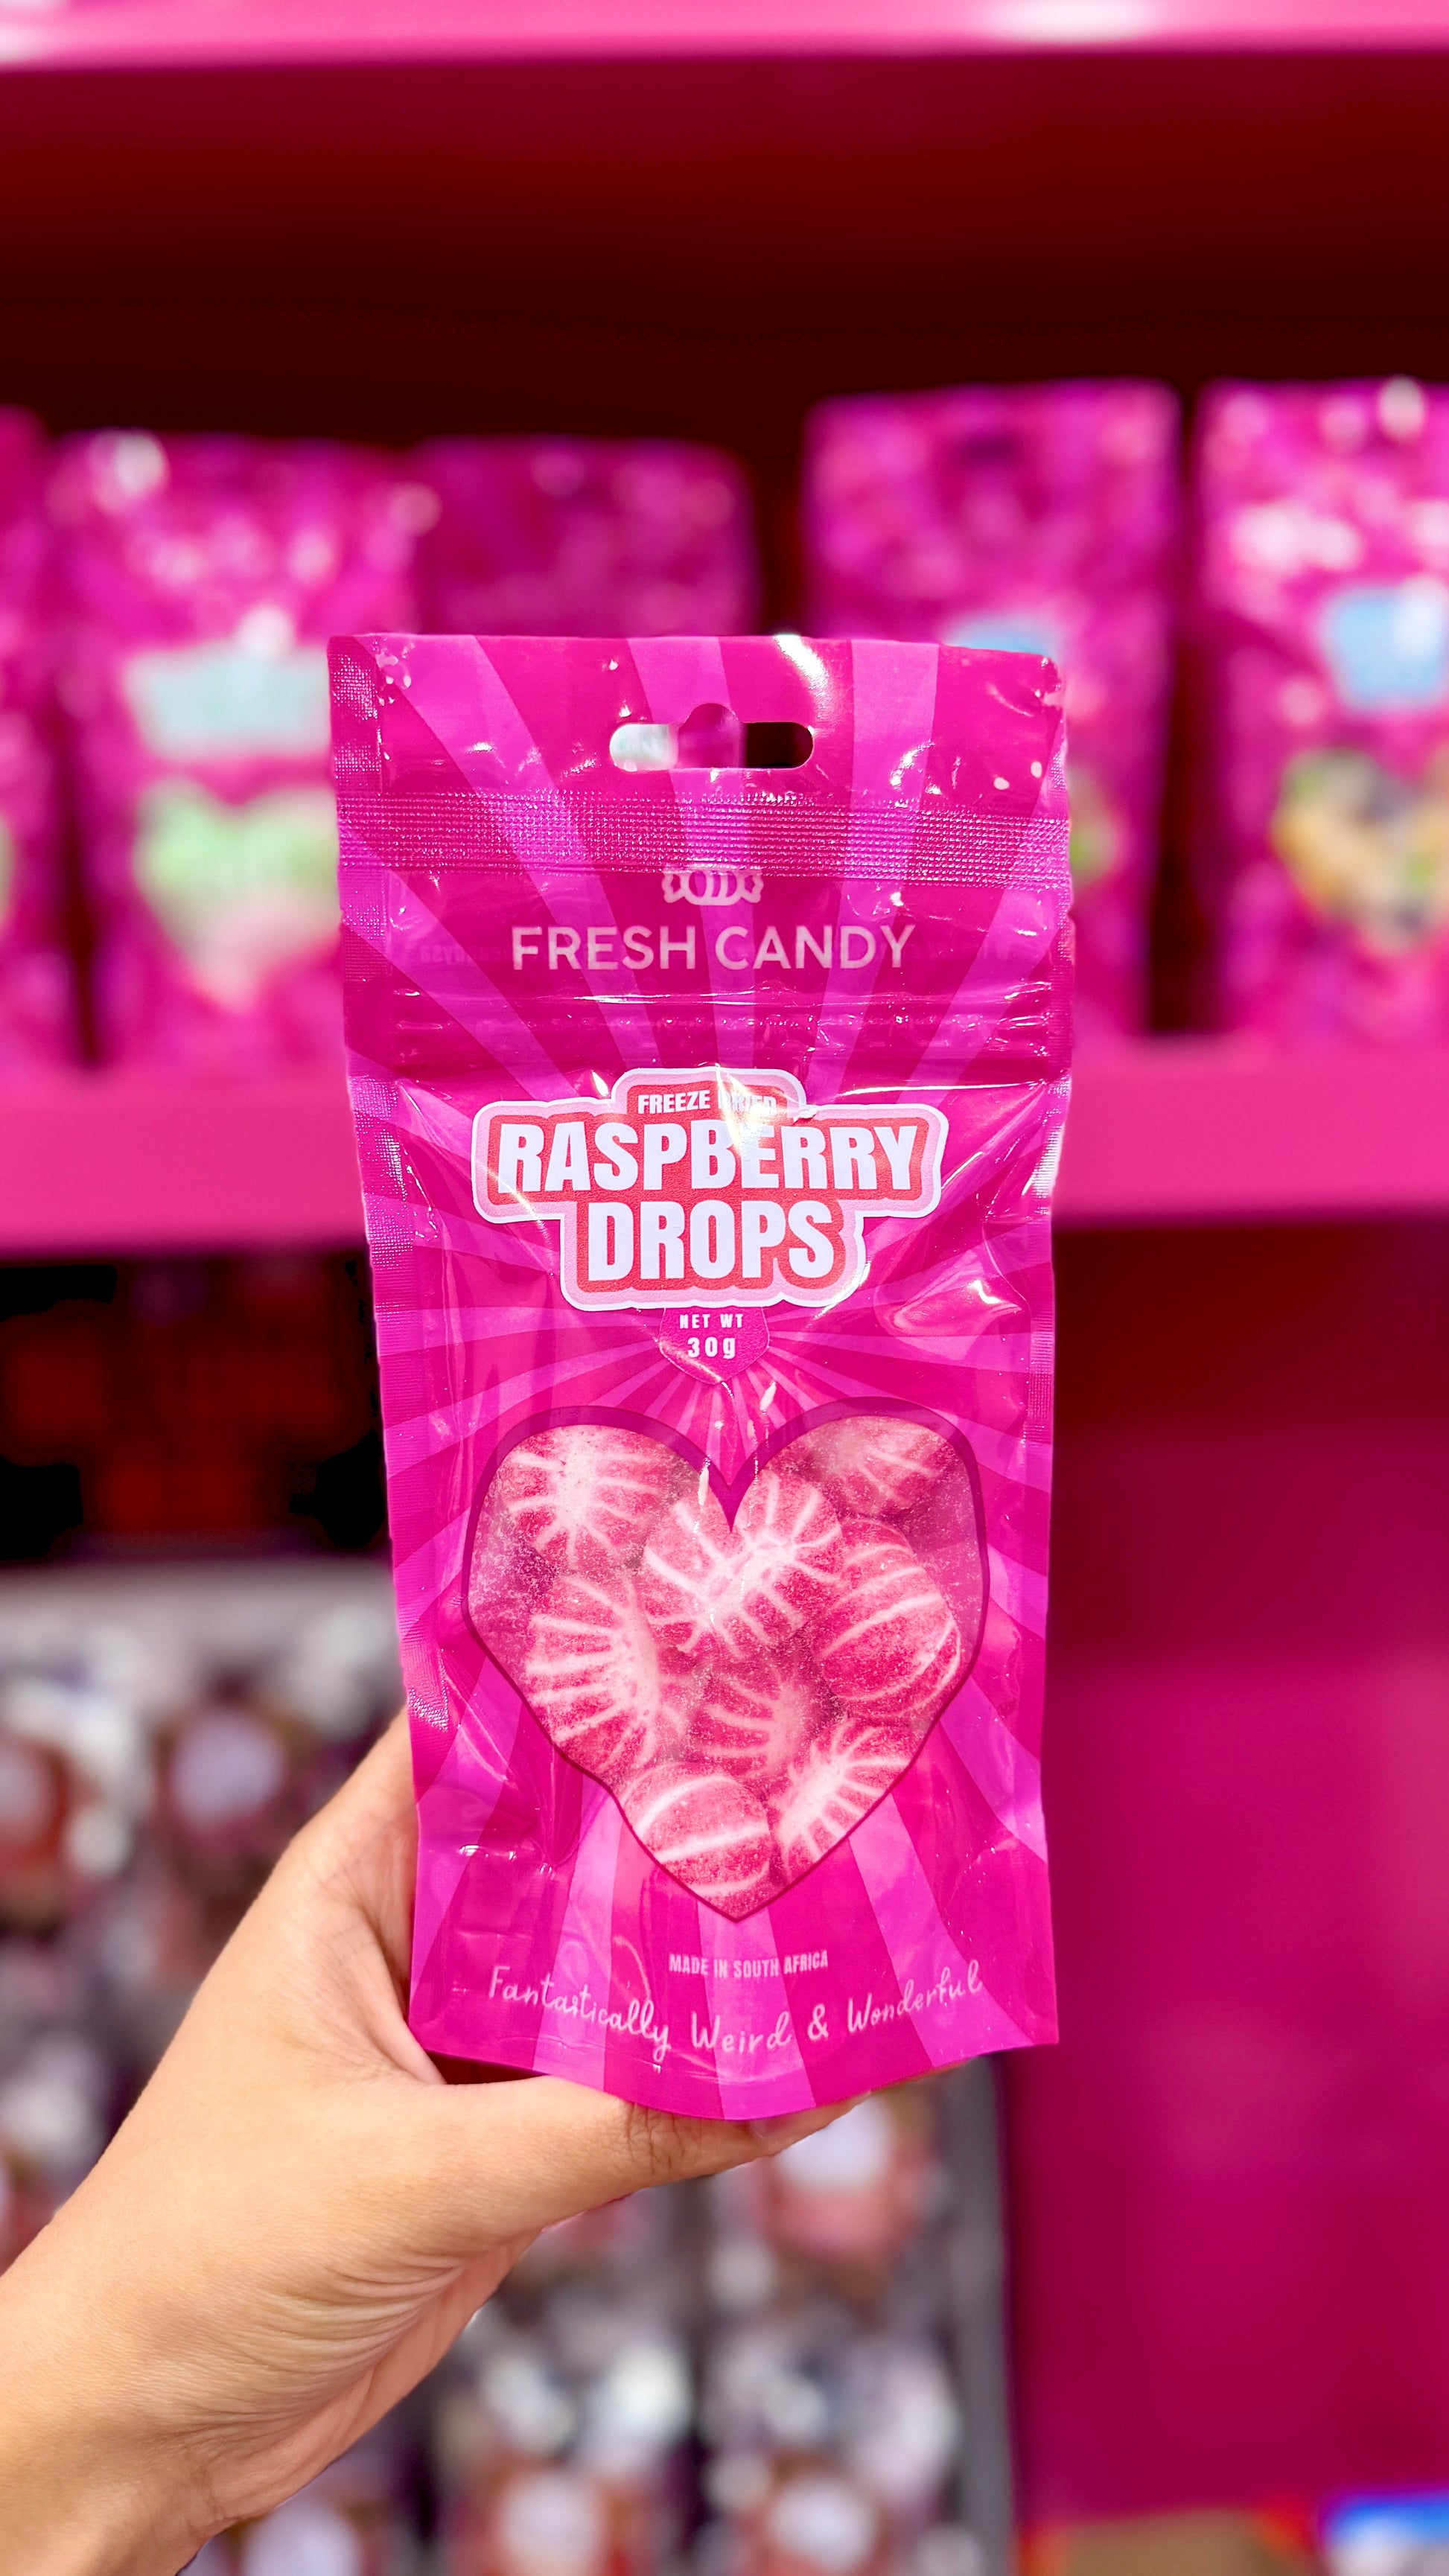 FRESH CANDY
FREEZE DRIED
RASPBERRY
DROPS
NET WT
30g
MADE IN SOUTH AFRICA
Fantastically Weird & Wonderful